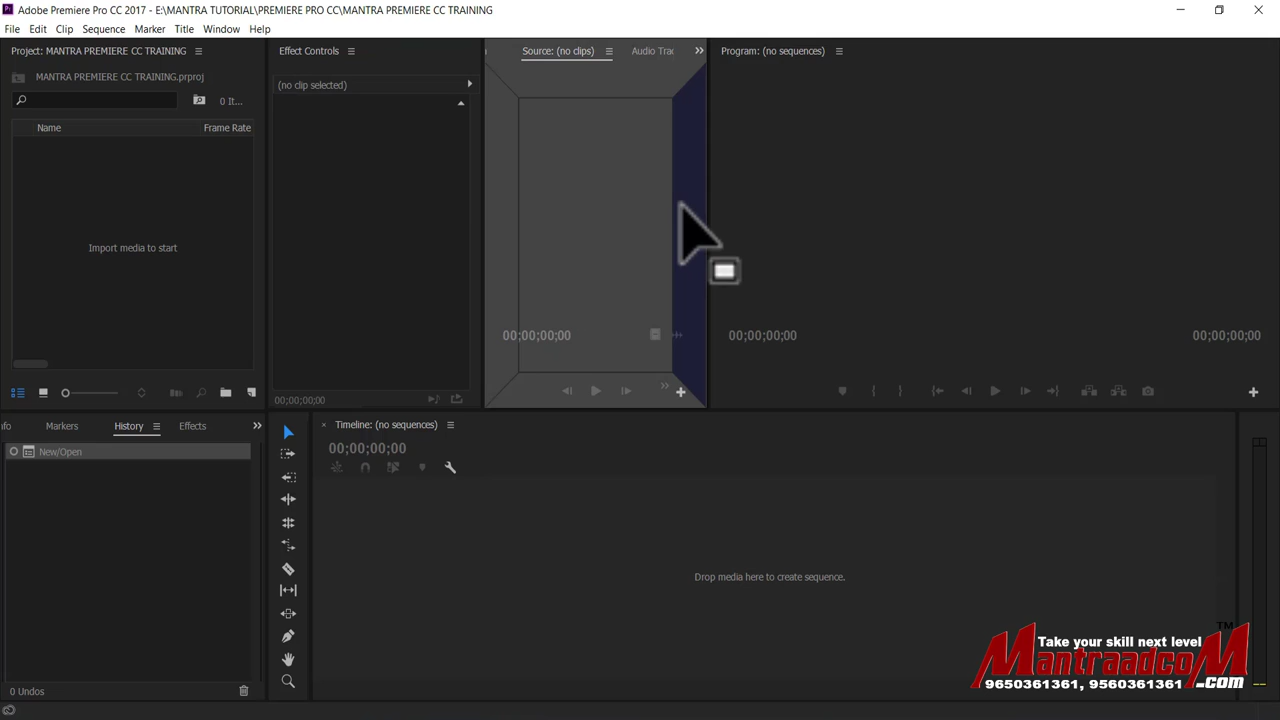 Adobe Premiere Pro CC 2017 - E:\MANTRA TUTORIAL\PREMIERE PRO CC\MANTRA PREMIERE CC TRAINING
File Edit Clip Sequence Marker Title Window Help
Project: MANTRA PREMIERE CC TRAINING
Effect Controls
Source: (no clips)
Audio Trac
Program: (no sequences)
MANTRA PREMIERE CC TRAINING.prproj
(no clip selected)
0 It...
Name
Frame Rate
Import media to start
00;00;00;00
00;00;00;00
00;00;00;00
00;00;00;00
nfo
Markers
History
Effects
Timeline: (no sequences)
00;00;00;00
New/Open
Drop media here to create sequence.
TM
Take your skill next level
MantraadcoM
.com
9650361361, 9560361361
0 Undos